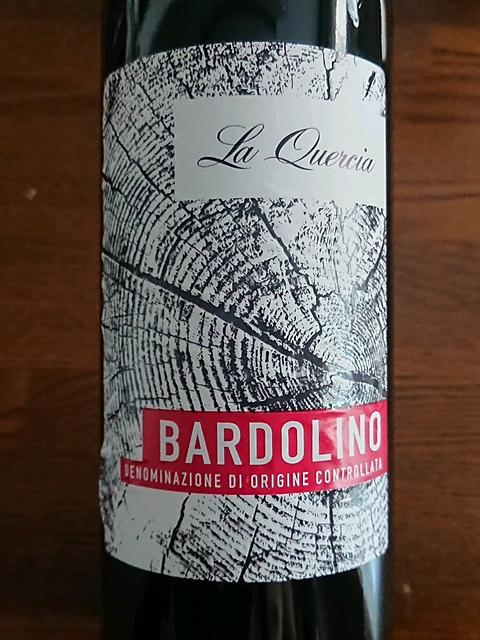 La Quercia
BARDOLINO
DENOMINAZIONE DI ORIGINE CONTROLLATA